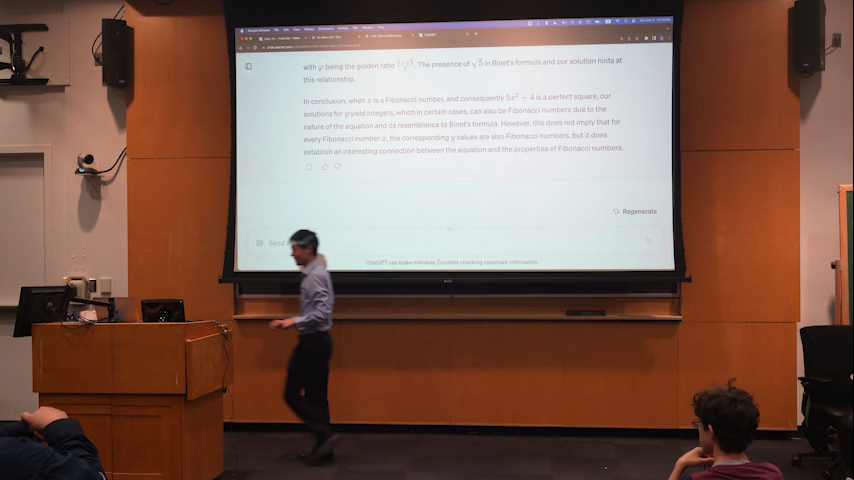 with φ being the golden ratio (1+√5)/2. The presence of √5 in Binet's formula and our solution hints at
this relationship.
In conclusion, when x is a Fibonacci number, and consequently 5x² + 4 is a perfect square, our
solutions for y yield integers, which in certain cases, can also be Fibonacci numbers due to the
nature of the equation and its resemblance to Binet's formula. However, this does not imply that for
every Fibonacci number x, the corresponding y values are also Fibonacci numbers, but it does
establish an interesting connection between the equation and the properties of Fibonacci numbers.
Regenerate
Send
ChatGPT can make mistakes. Consider checking important information.